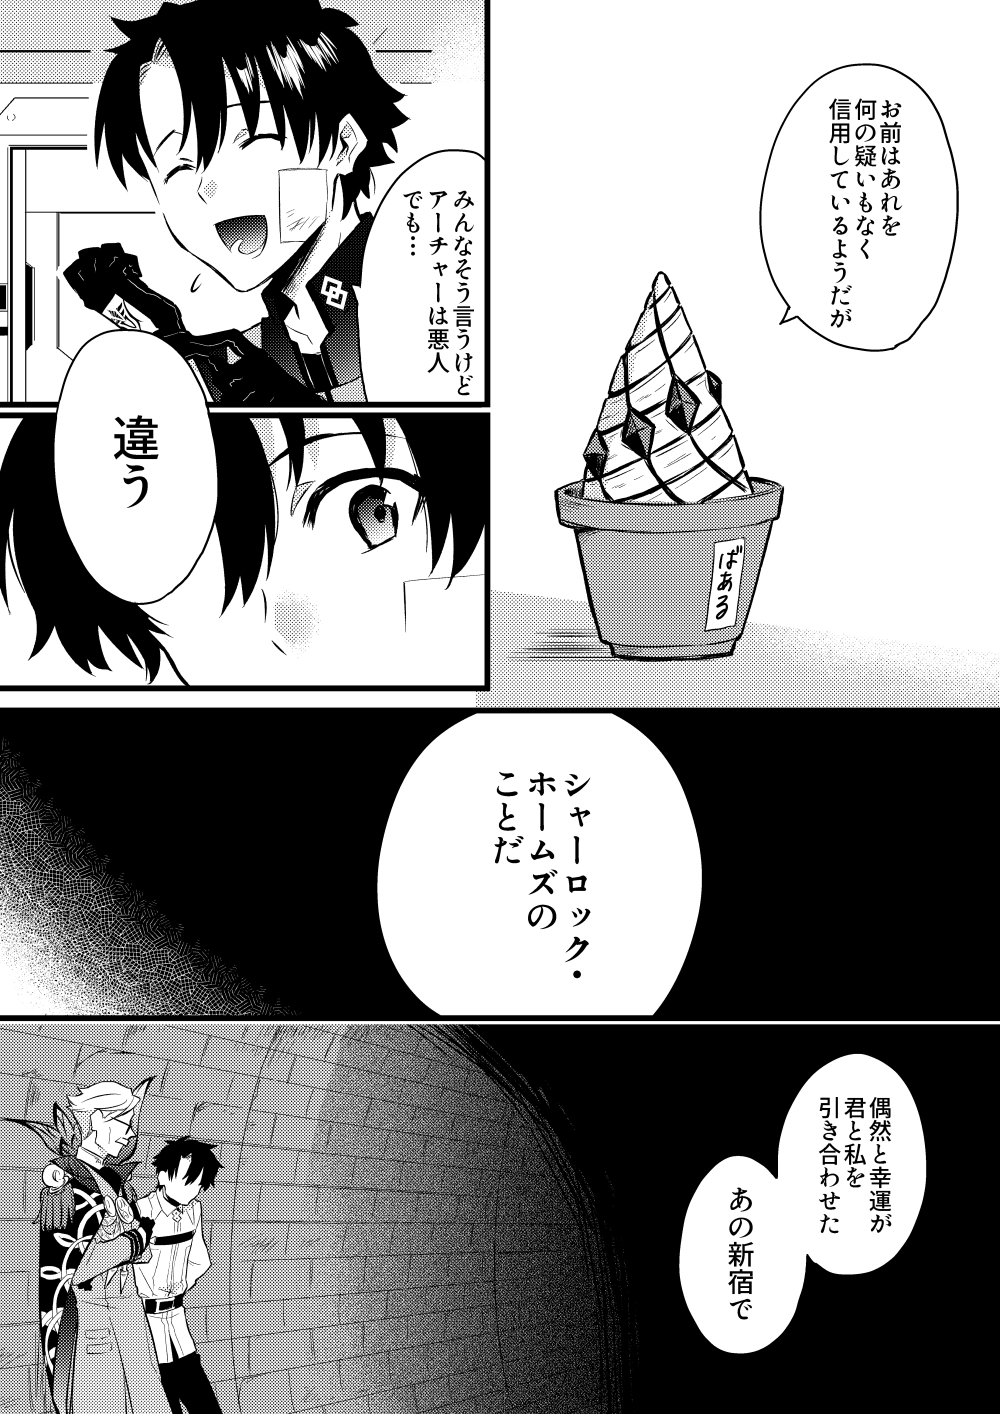 お前はあれを
何の疑いもなく
信用しているようだが
ばある
みんなそう言うけど
アーチャーは悪人
でも…
違う
シャーロック・
ホームズの
ことだ
偶然と幸運が
君と私を
引き合わせた
あの新宿で